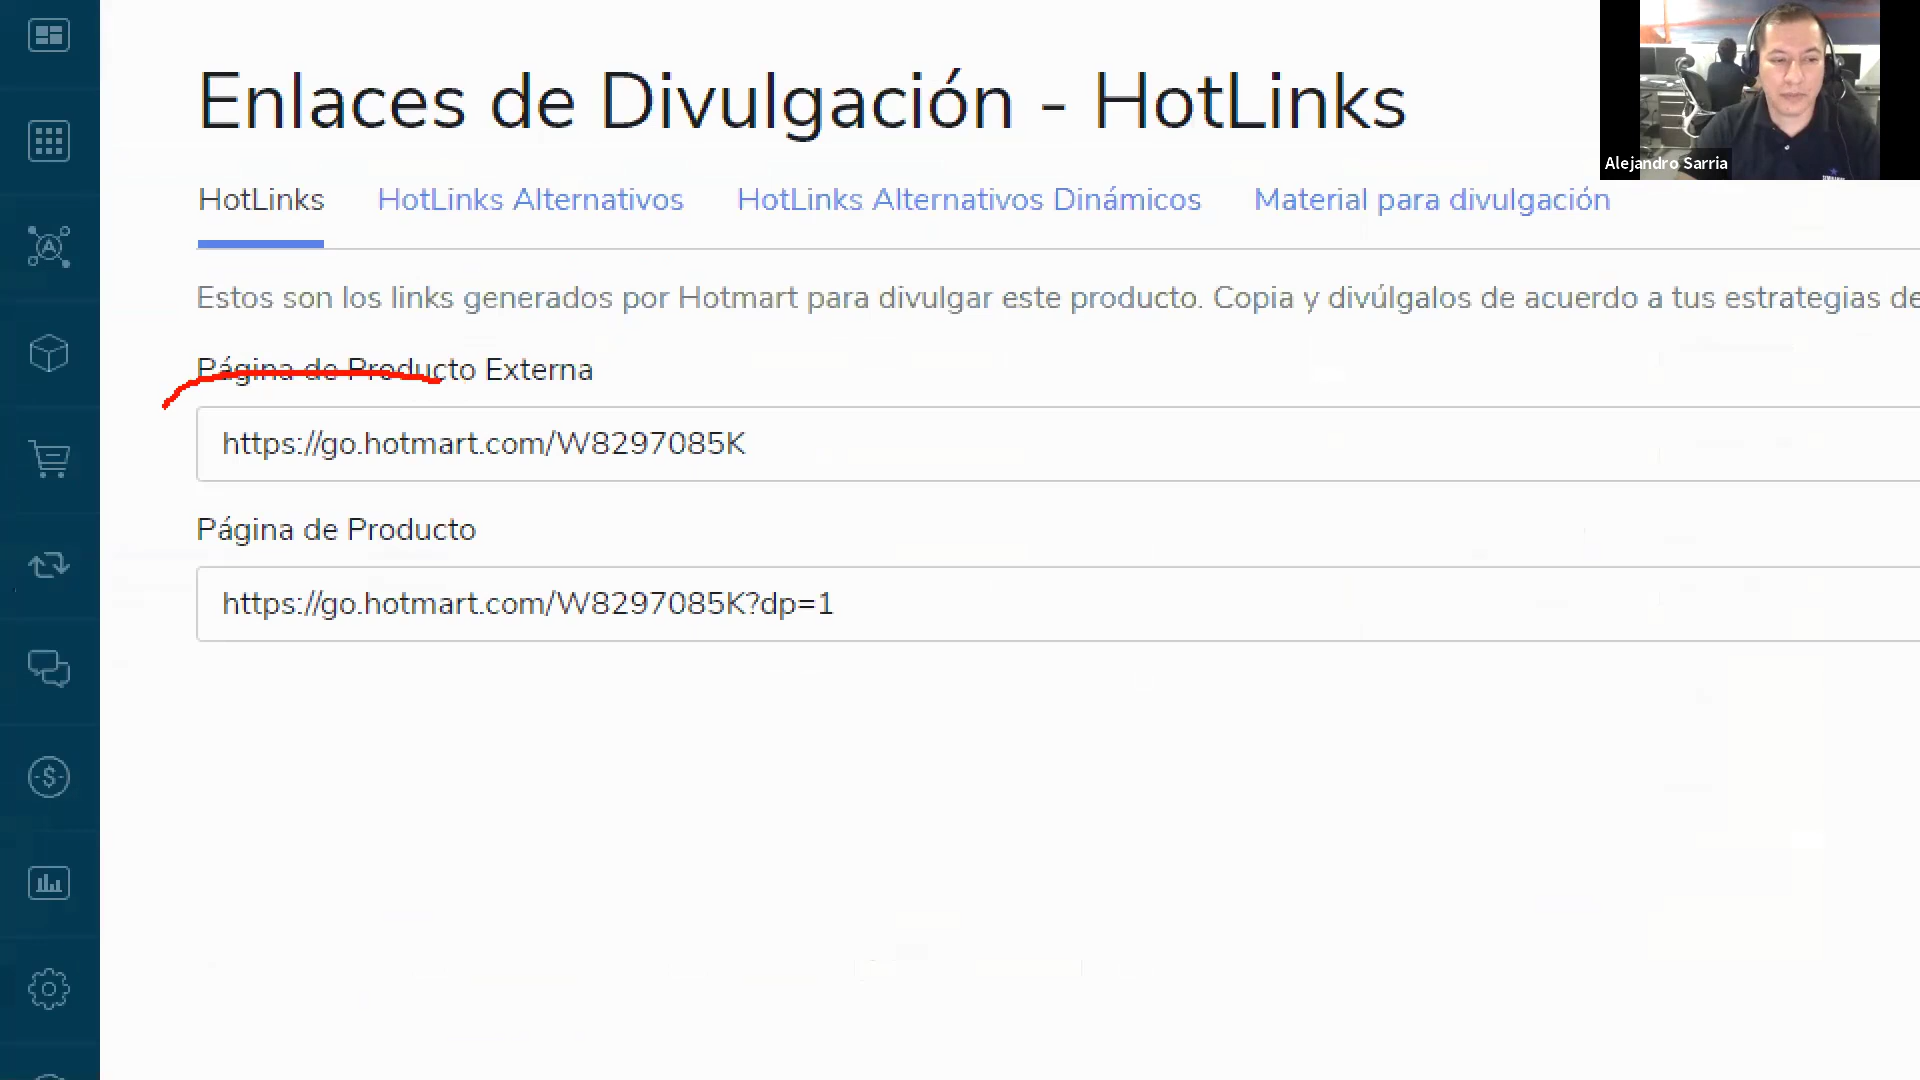 Enlaces de Divulgación - HotLinks
Alejandro Sarria
HotLinks HotLinks Alternativos HotLinks Alternativos Dinámicos Material para divulgación
Estos son los links generados por Hotmart para divulgar este producto. Copia y divúlgalos de acuerdo a tus estrategias de
Página de Producto Externa
https://go.hotmart.com/W8297085K
Página de Producto
https://go.hotmart.com/W8297085K?dp=1